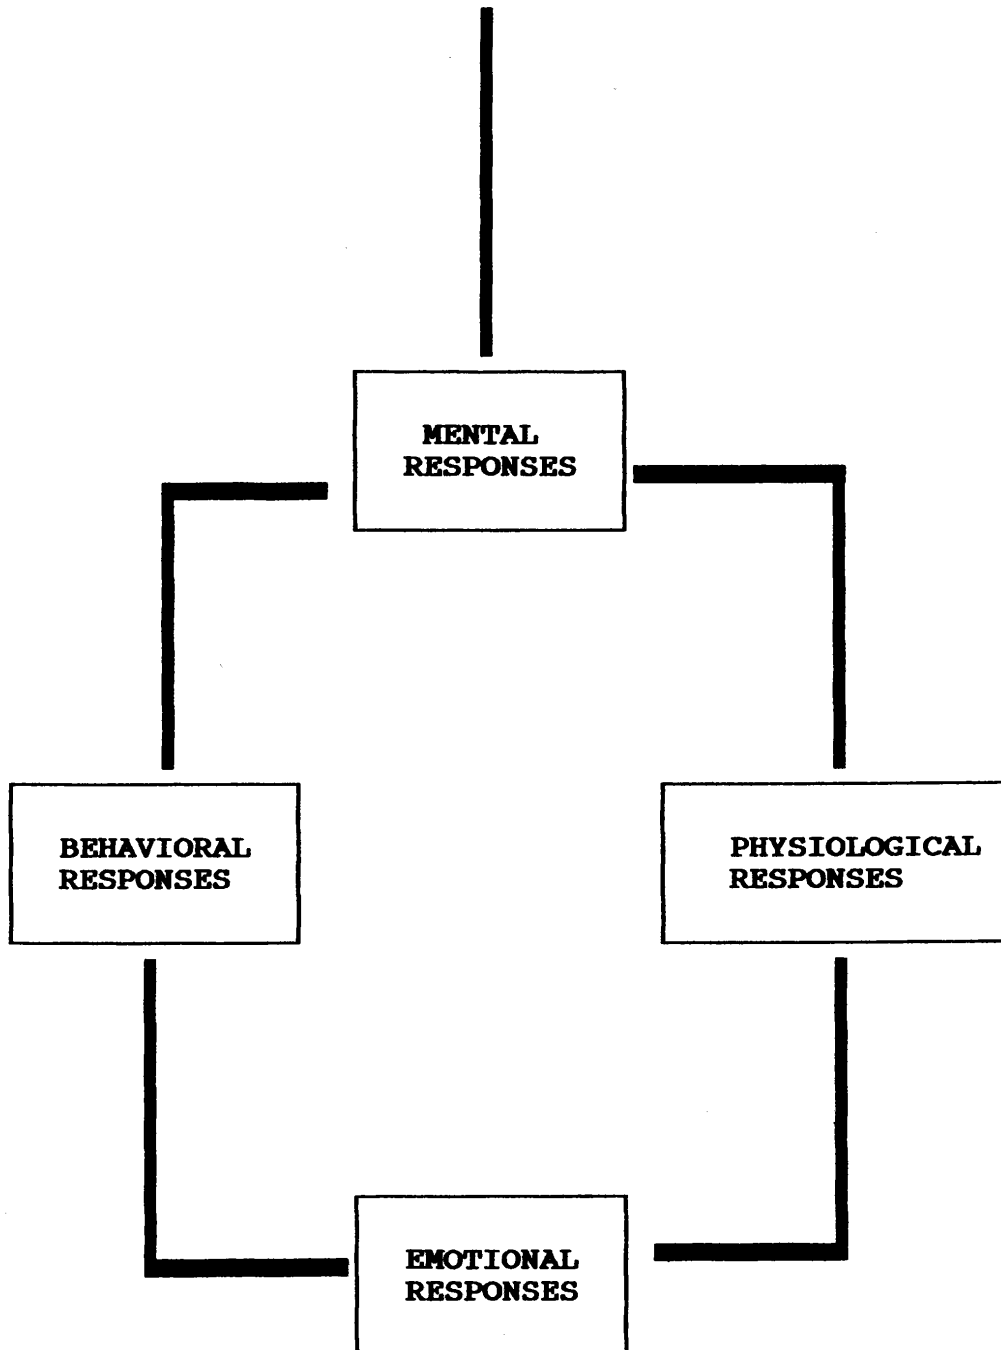 MENTAL
RESPONSES
BEHAVIORAL
RESPONSES
PHYSIOLOGICAL
RESPONSES
EMOTIONAL
RESPONSES